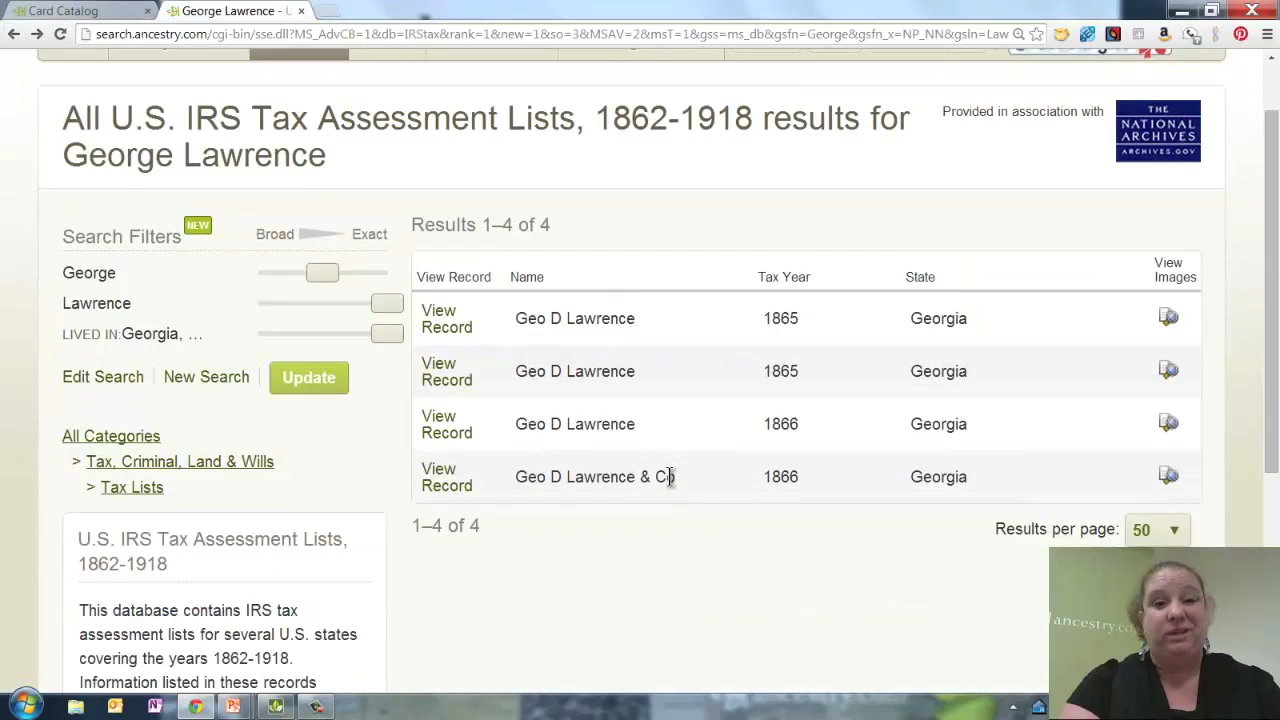 Card Catalog
George Lawrence - U
search.ancestry.com/cgi-bin/sse.dll?MS_AdvCB=1&db=IRStax&rank=1&new=1&so=3&MSAV=2&msT=1&gss=ms_db&gsfn=George&gsfn_x=NP_NN&gsln=Law
All U.S. IRS Tax Assessment Lists, 1862-1918 results for
George Lawrence
Provided in association with
THE
NATIONAL
ARCHIVES
ARCHIVES.GOV
Search Filters NEW
Broad Exact
George
Lawrence
LIVED IN:Georgia, ...
Edit Search New Search Update
All Categories
> Tax, Criminal, Land & Wills
> Tax Lists
U.S. IRS Tax Assessment Lists,
1862-1918
This database contains IRS tax
assessment lists for several U.S. states
covering the years 1862-1918.
Information listed in these records
Results 1–4 of 4
View Record Name Tax Year State View Images
View Record Geo D Lawrence 1865 Georgia
View Record Geo D Lawrence 1865 Georgia
View Record Geo D Lawrence 1866 Georgia
View Record Geo D Lawrence & Co 1866 Georgia
1–4 of 4
Results per page: 50
ancestry.co